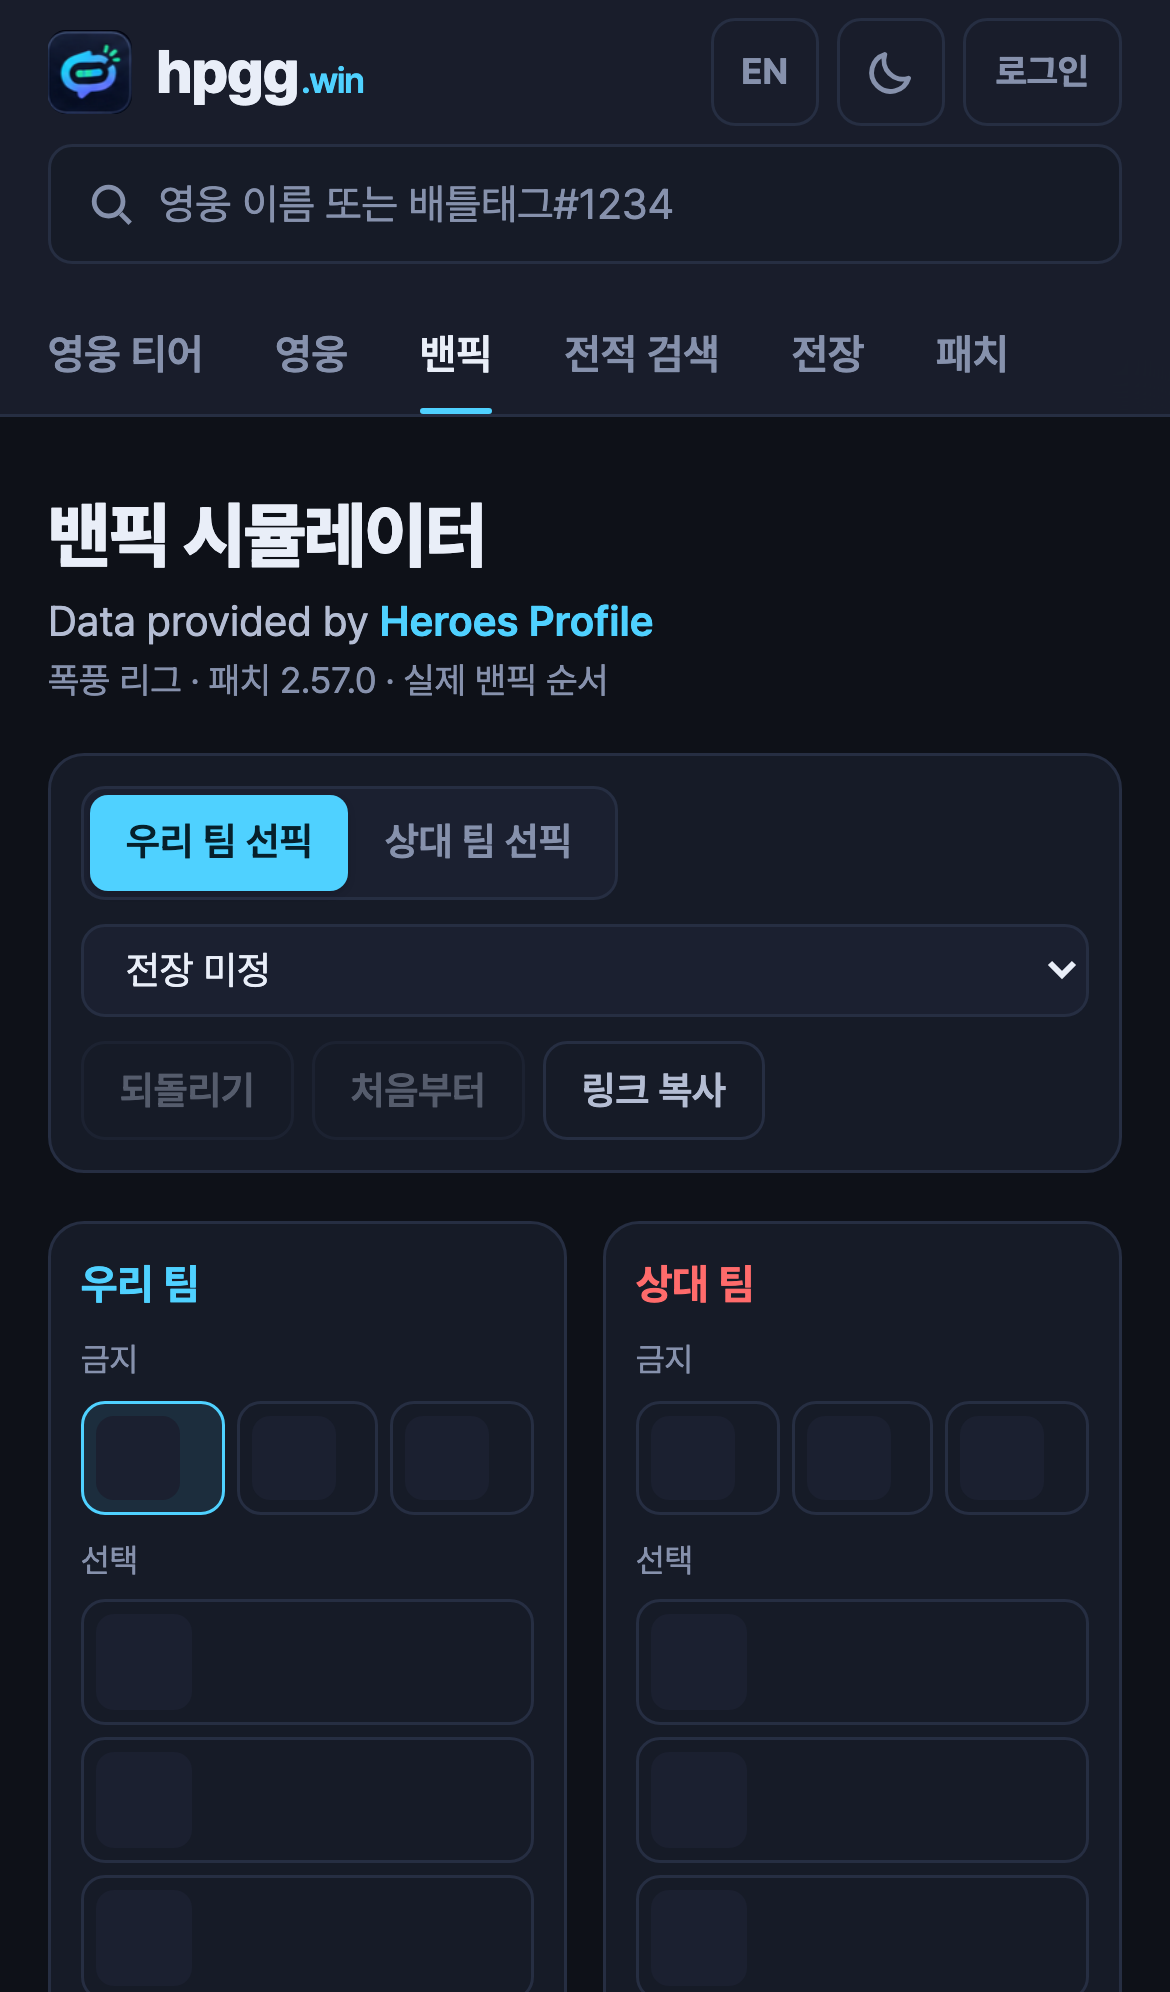 hpgg.win
EN
로그인
영웅 이름 또는 배틀태그#1234
영웅 티어 영웅 밴픽 전적 검색 전장 패치
밴픽 시뮬레이터
Data provided by Heroes Profile
폭풍 리그 · 패치 2.57.0 · 실제 밴픽 순서
우리 팀 선픽 상대 팀 선픽
전장 미정
되돌리기 처음부터 링크 복사
우리 팀
금지
선택
상대 팀
금지
선택